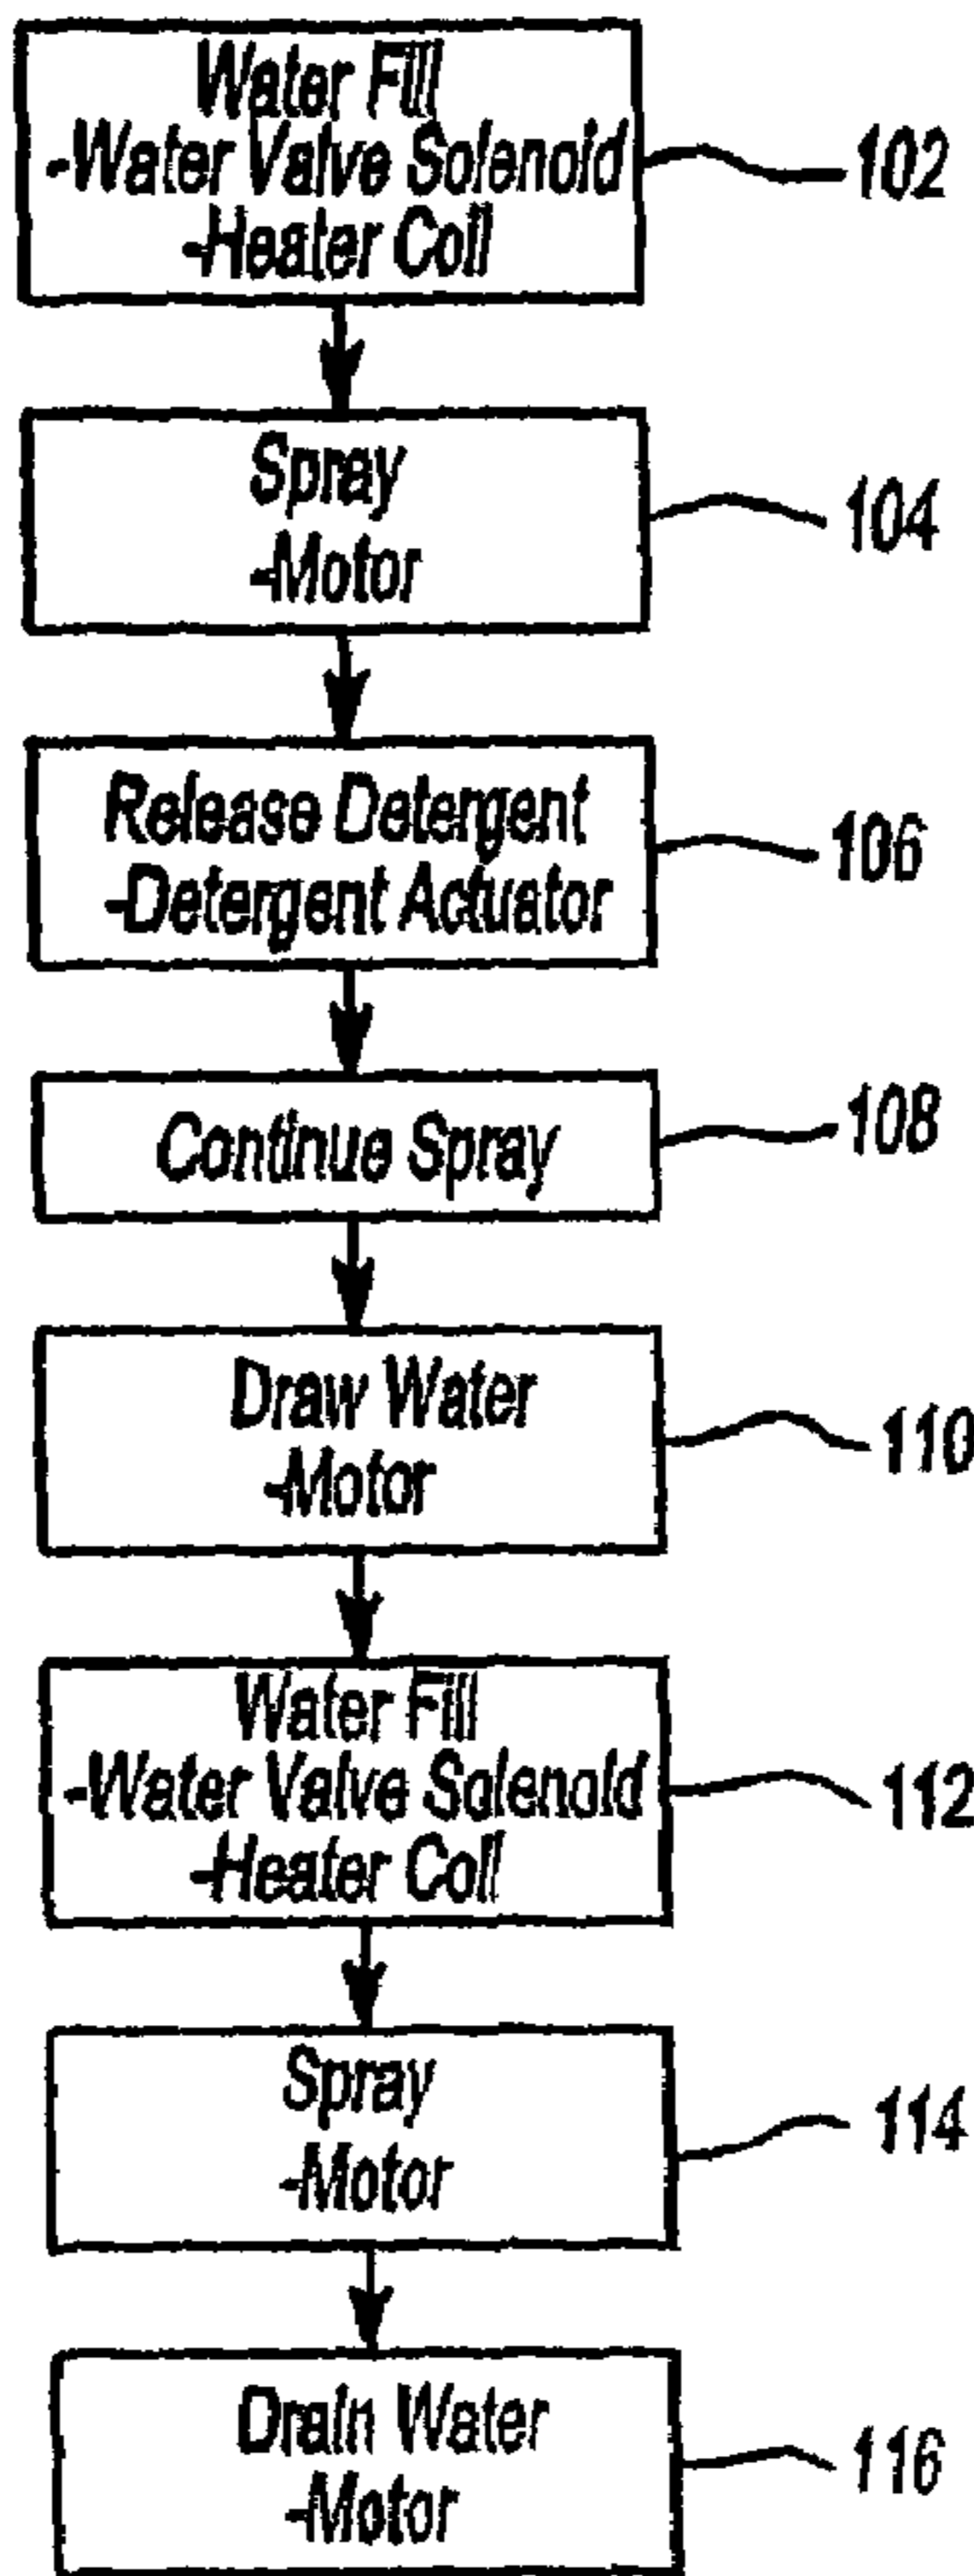 Water Fill
-Water Valve Solenoid
-Heater Coil
102
Spray
-Motor
104
Release Detergent
-Detergent Actuator
106
Continue Spray
108
Draw Water
-Motor
110
Water Fill
-Water Valve Solenoid
-Heater Coil
112
Spray
-Motor
114
Drain Water
-Motor
116